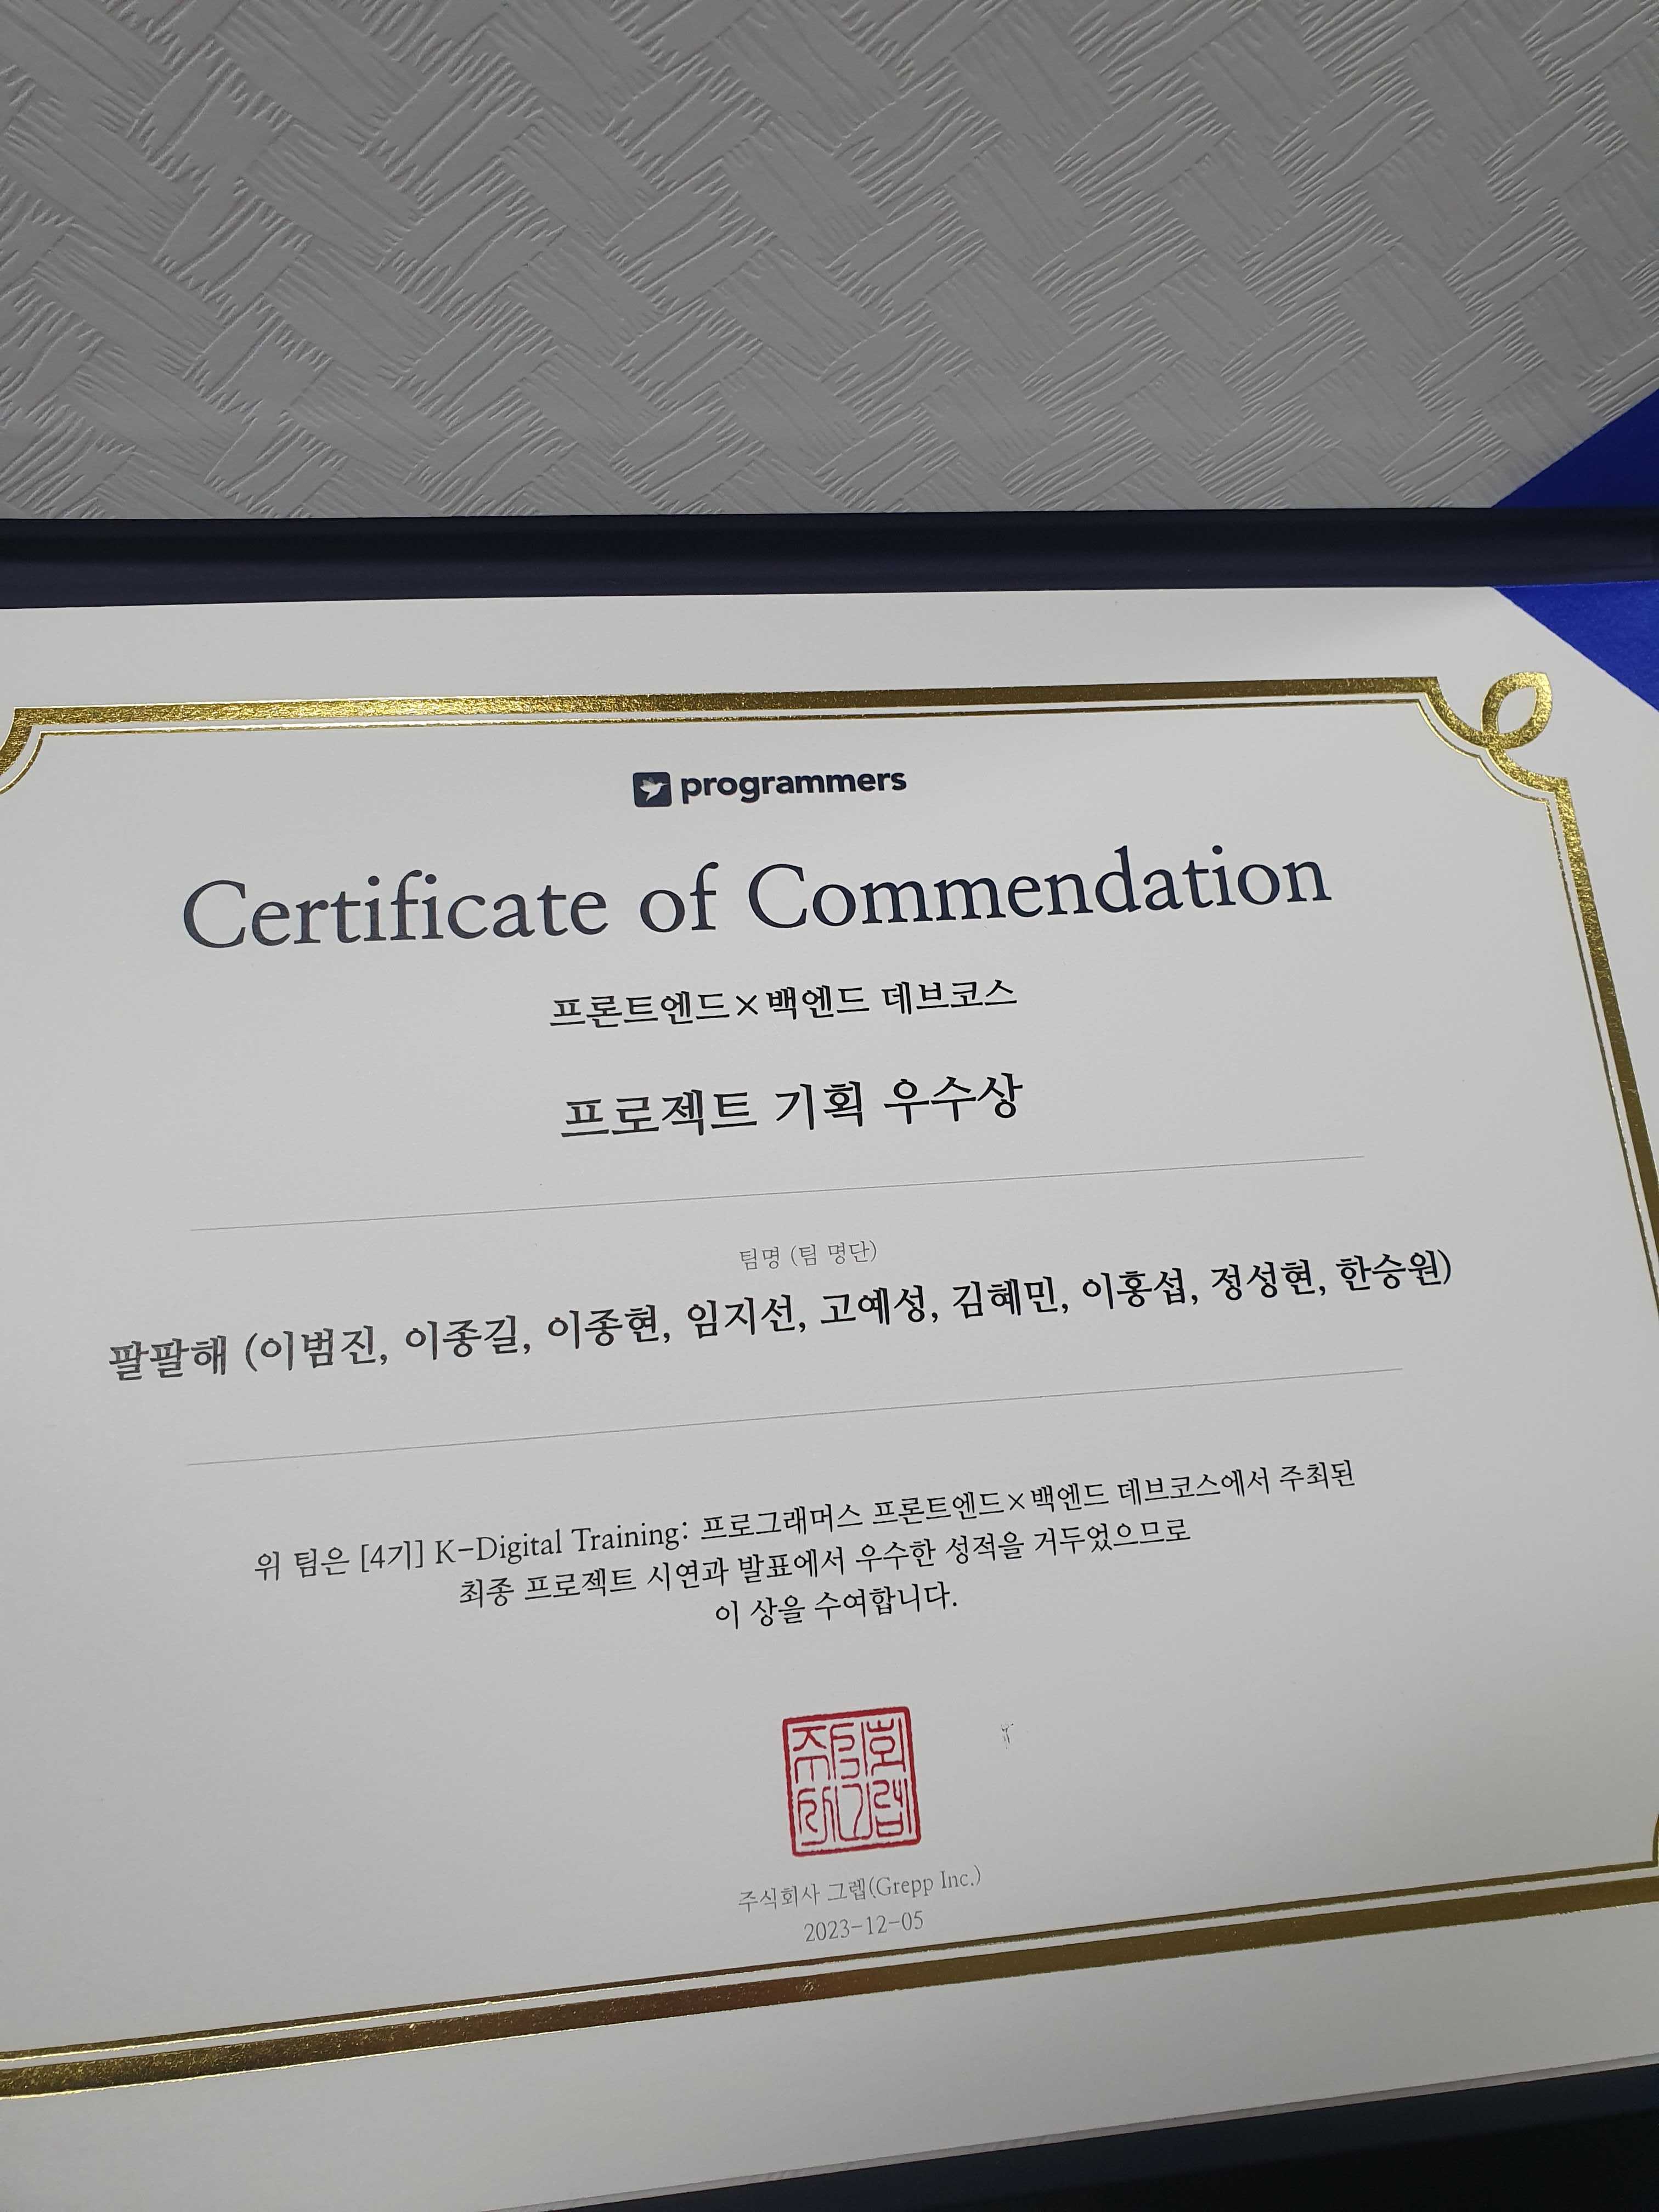 programmers
Certificate of Commendation
프론트엔드×백엔드 데브코스
프로젝트 기획 우수상
팀명 (팀 명단)
팔팔해 (이범진, 이종길, 이종현, 임지선, 고예성, 김혜민, 이홍섭, 정성현, 한승원)
위 팀은 [4기] K-Digital Training: 프로그래머스 프론트엔드×백엔드 데브코스에서 주최된
최종 프로젝트 시연과 발표에서 우수한 성적을 거두었으므로
이 상을 수여합니다.
주식회사 그렙(Grepp Inc.)
2023-12-05